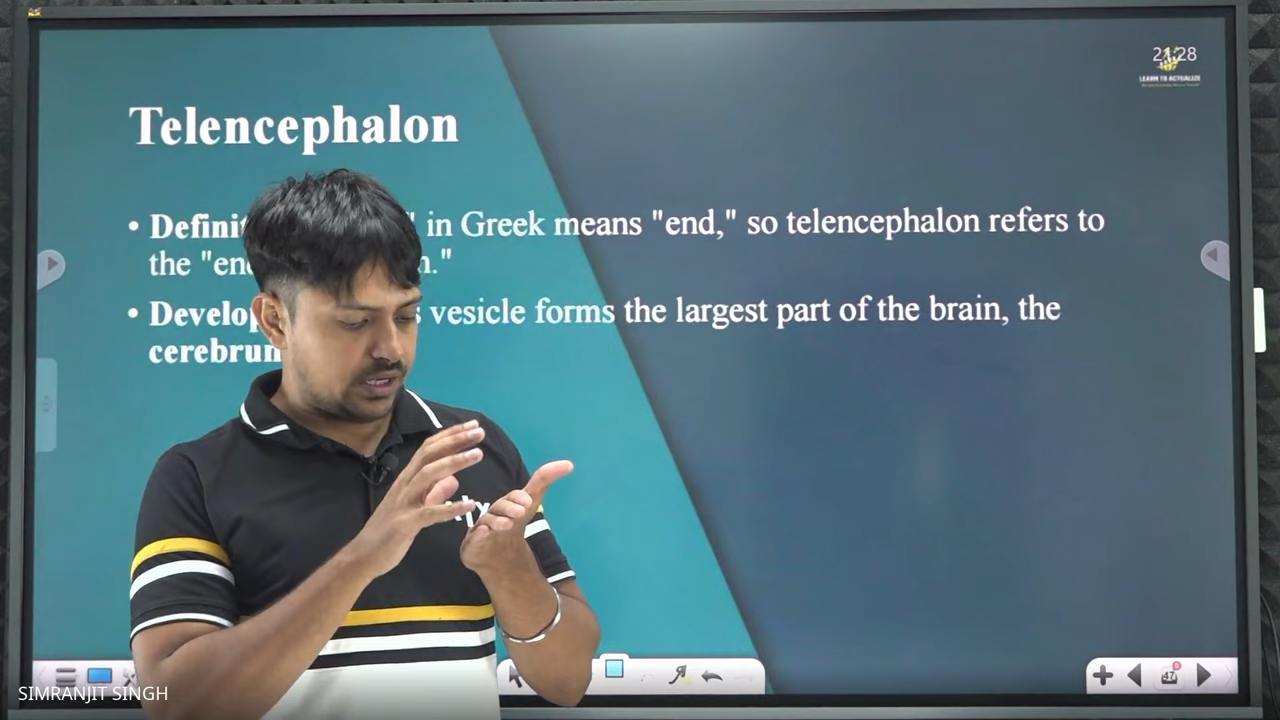 21:28
LEARN TO ACTUALIZE
Telencephalon
• Definit " in Greek means "end," so telencephalon refers to
the "en n."
• Develop s vesicle forms the largest part of the brain, the
cerebrun
47
SIMRANJIT SINGH